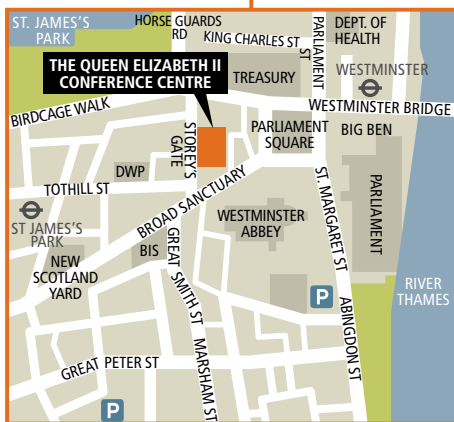 ST. JAMES'S
PARK
HORSE GUARDS
RD
KING CHARLES ST
PARLIAMENT
ST
DEPT. OF
HEALTH
THE QUEEN ELIZABETH II
CONFERENCE CENTRE
TREASURY
WESTMINSTER
BIRDCAGE WALK
WESTMINSTER BRIDGE
STOREY'S
GATE
PARLIAMENT
SQUARE
BIG BEN
DWP
TOTHILL ST
BROAD SANCTUARY
ST. MARGARET ST
PARLIAMENT
ST JAMES'S
PARK
WESTMINSTER
ABBEY
NEW
SCOTLAND
YARD
BIS
GREAT SMITH ST
RIVER
THAMES
P
ABINGDON ST
MARSHAM ST
GREAT PETER ST
P